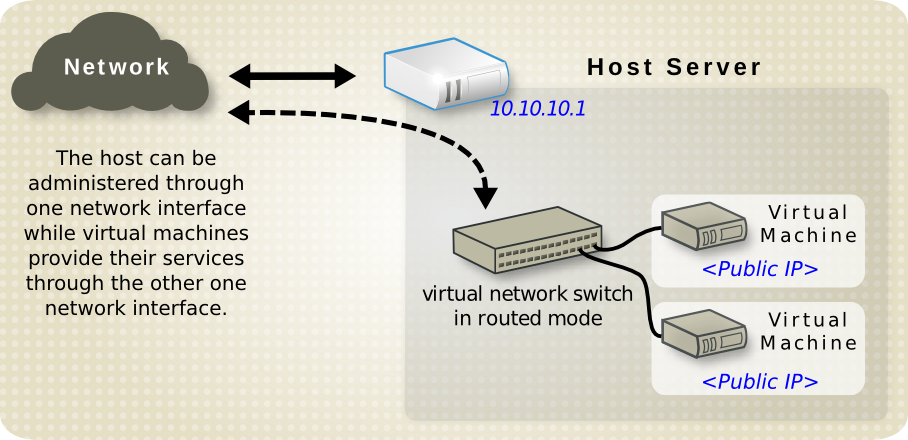 Network
Host Server
10.10.10.1
The host can be
administered through
one network interface
while virtual machines
provide their services
through the other one
network interface.
virtual network switch
in routed mode
Virtual
Machine
<Public IP>
Virtual
Machine
<Public IP>